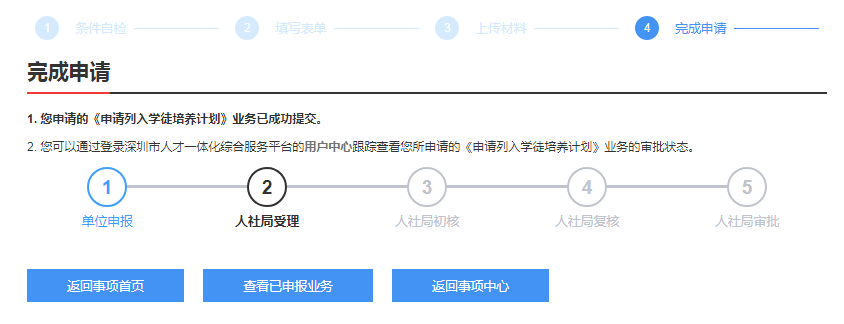 1 条件自检 2 填写表单 3 上传材料 4 完成申请
完成申请
1. 您申请的《申请列入学徒培养计划》业务已成功提交。
2. 您可以通过登录深圳市人才一体化综合服务平台的用户中心跟踪查看您所申请的《申请列入学徒培养计划》业务的审批状态。
1 2 3 4 5
单位申报 人社局受理 人社局初核 人社局复核 人社局审批
返回事项首页 查看已申报业务 返回事项中心